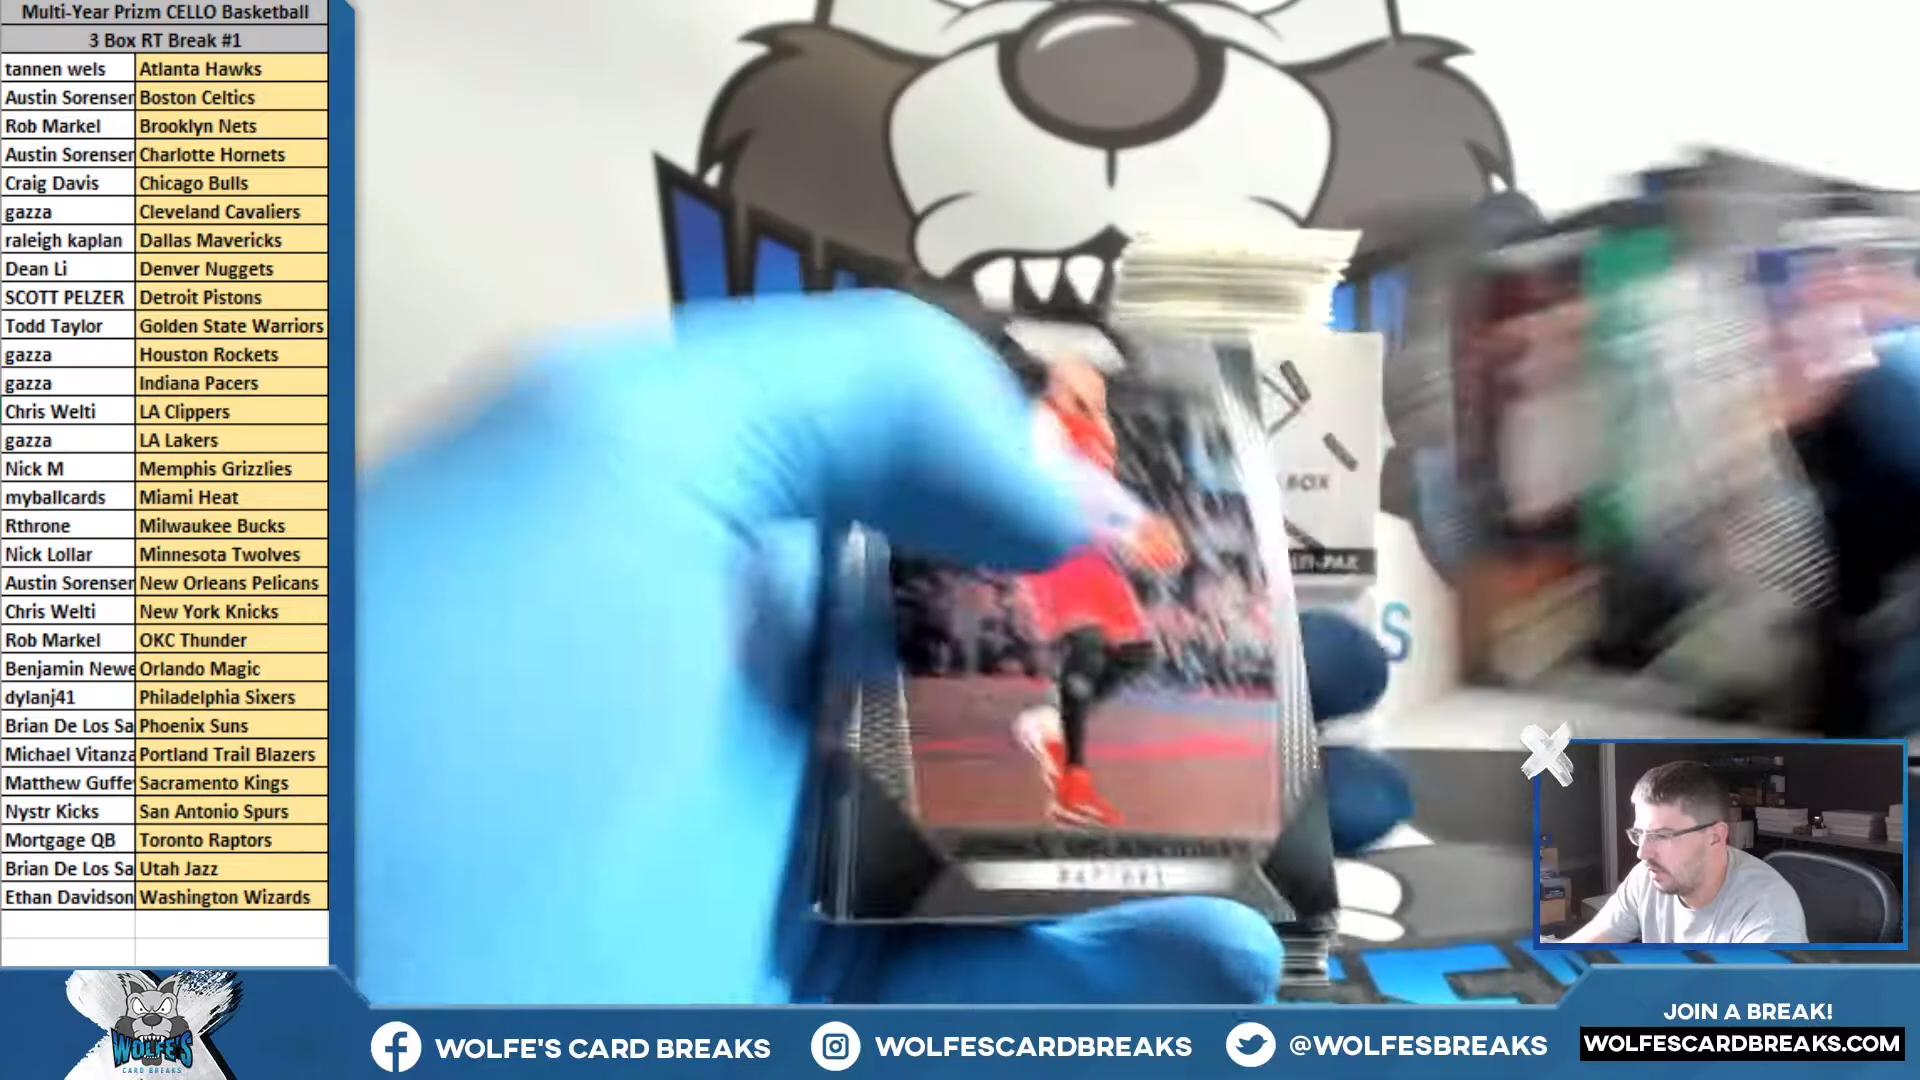 Multi-Year Prizm CELLO Basketball
3 Box RT Break #1
tannen wels Atlanta Hawks
Austin Sorensen Boston Celtics
Rob Markel Brooklyn Nets
Austin Sorensen Charlotte Hornets
Craig Davis Chicago Bulls
gazza Cleveland Cavaliers
raleigh kaplan Dallas Mavericks
Dean Li Denver Nuggets
SCOTT PELZER Detroit Pistons
Todd Taylor Golden State Warriors
gazza Houston Rockets
gazza Indiana Pacers
Chris Welti LA Clippers
gazza LA Lakers
Nick M Memphis Grizzlies
myballcards Miami Heat
Rthrone Milwaukee Bucks
Nick Lollar Minnesota Twolves
Austin Sorensen New Orleans Pelicans
Chris Welti New York Knicks
Rob Markel OKC Thunder
Benjamin Newe Orlando Magic
dylanj41 Philadelphia Sixers
Brian De Los Sa Phoenix Suns
Michael Vitanza Portland Trail Blazers
Matthew Guffe Sacramento Kings
Nystr Kicks San Antonio Spurs
Mortgage QB Toronto Raptors
Brian De Los Sa Utah Jazz
Ethan Davidson Washington Wizards
BOX
S
WOLFE'S
CARD BREAKS
WOLFE'S CARD BREAKS
WOLFESCARDBREAKS
@WOLFESBREAKS
JOIN A BREAK!
WOLFESCARDBREAKS.COM